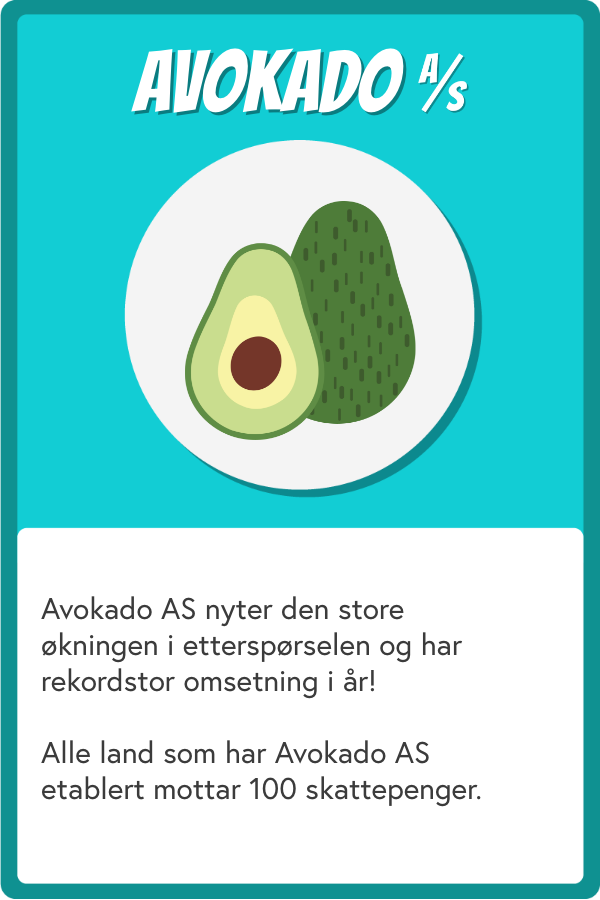 AVOKADO A/S
Avokado AS nyter den store
økningen i etterspørselen og har
rekordstor omsetning i år!
Alle land som har Avokado AS
etablert mottar 100 skattepenger.